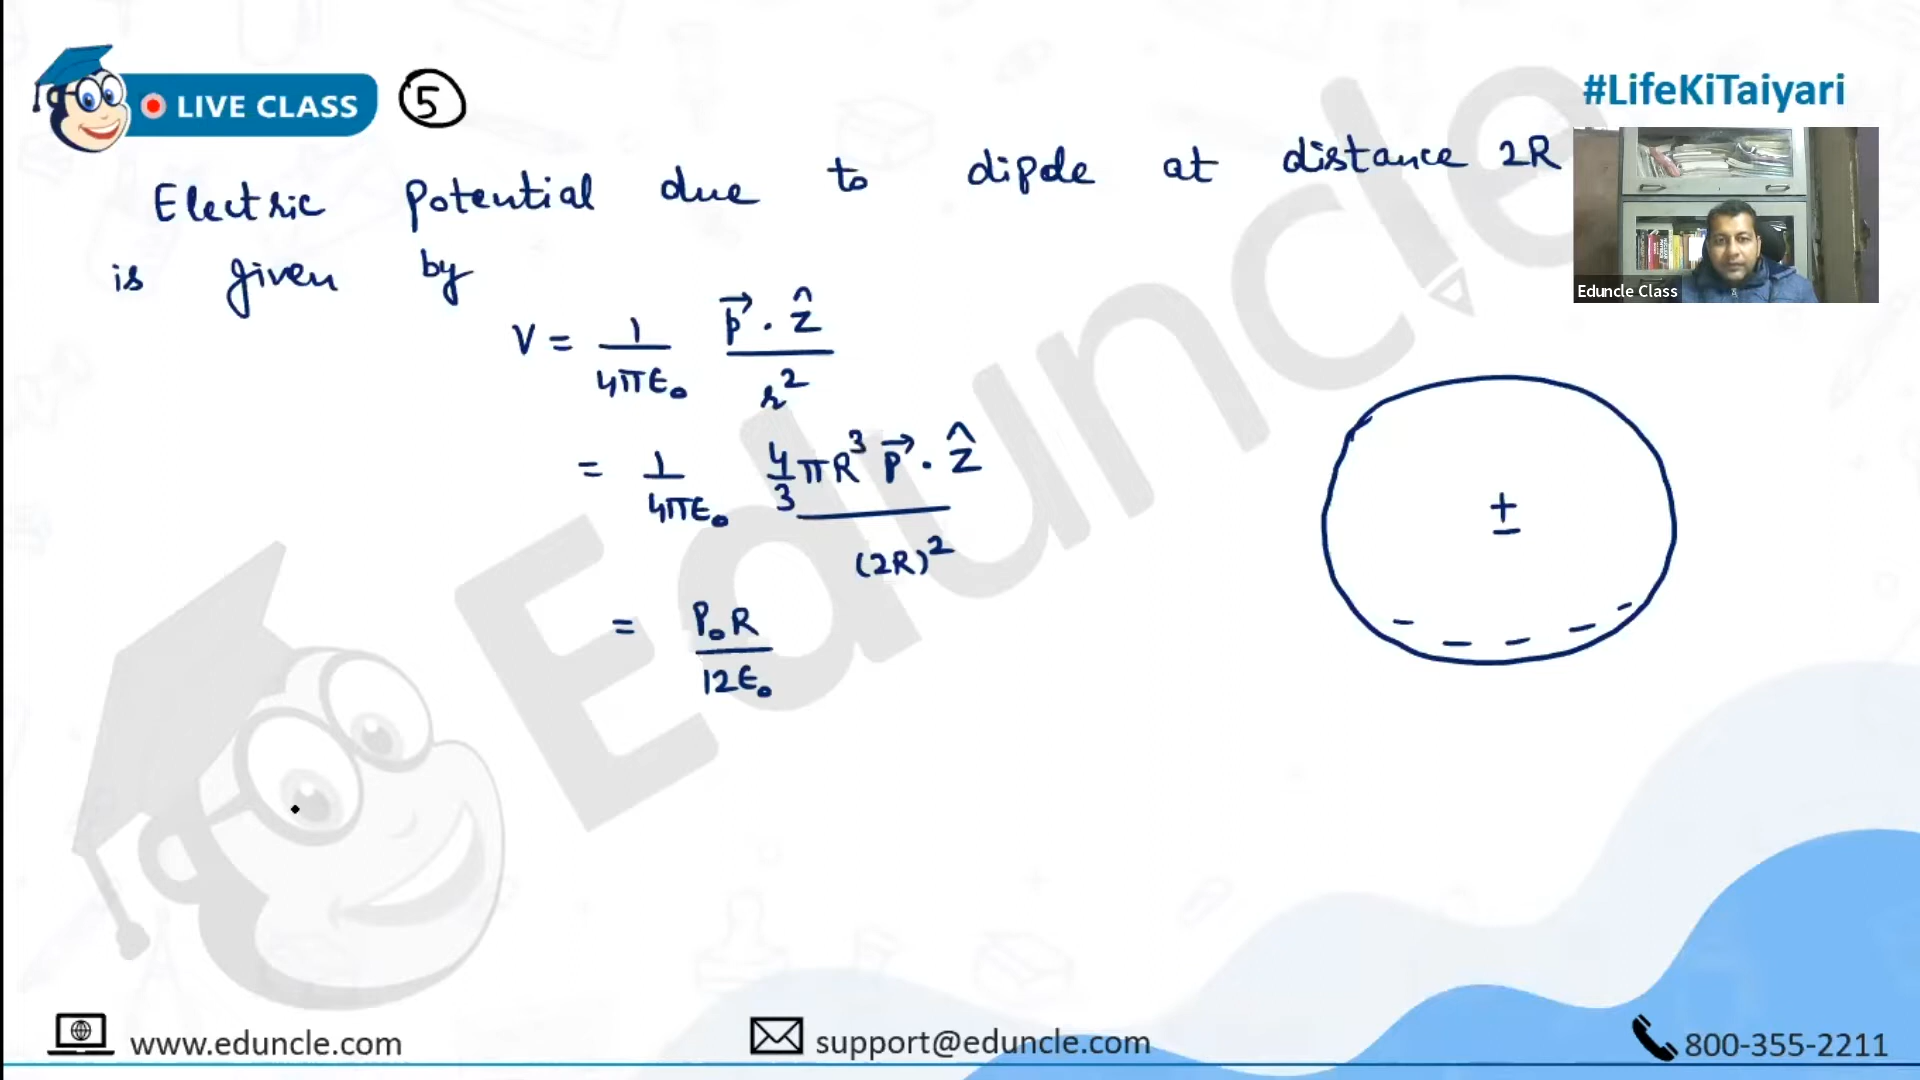 LIVE CLASS
5
#LifeKiTaiyari
Electric Potential due to dipole at distance 2R
is given by
Eduncle Class
V = 1/4πε₀ p⃗ . ẑ / r²
= 1/4πε₀ 4/3 πR³ p⃗ . ẑ / (2R)²
= P₀R / 12ε₀
+
−
− − − − −
Eduncle
www.eduncle.com
support@eduncle.com
800-355-2211